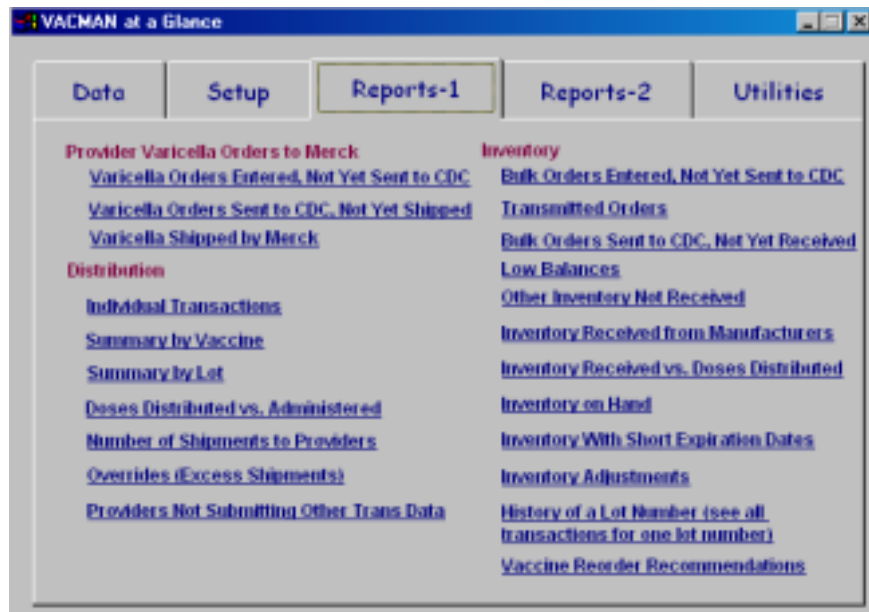 VACMAN at a Glance
Data
Setup
Reports-1
Reports-2
Utilities
Provider Varicella Orders to Merck
Varicella Orders Entered, Not Yet Sent to CDC
Varicella Orders Sent to CDC, Not Yet Shipped
Varicella Shipped by Merck
Distribution
Individual Transactions
Summary by Vaccine
Summary by Lot
Doses Distributed vs. Administered
Number of Shipments to Providers
Overrides (Excess Shipments)
Providers Not Submitting Other Trans Data
Inventory
Bulk Orders Entered, Not Yet Sent to CDC
Transmitted Orders
Bulk Orders Sent to CDC, Not Yet Received
Low Balances
Other Inventory Not Received
Inventory Received from Manufacturers
Inventory Received vs. Doses Distributed
Inventory on Hand
Inventory With Short Expiration Dates
Inventory Adjustments
History of a Lot Number (see all
transactions for one lot number)
Vaccine Reorder Recommendations